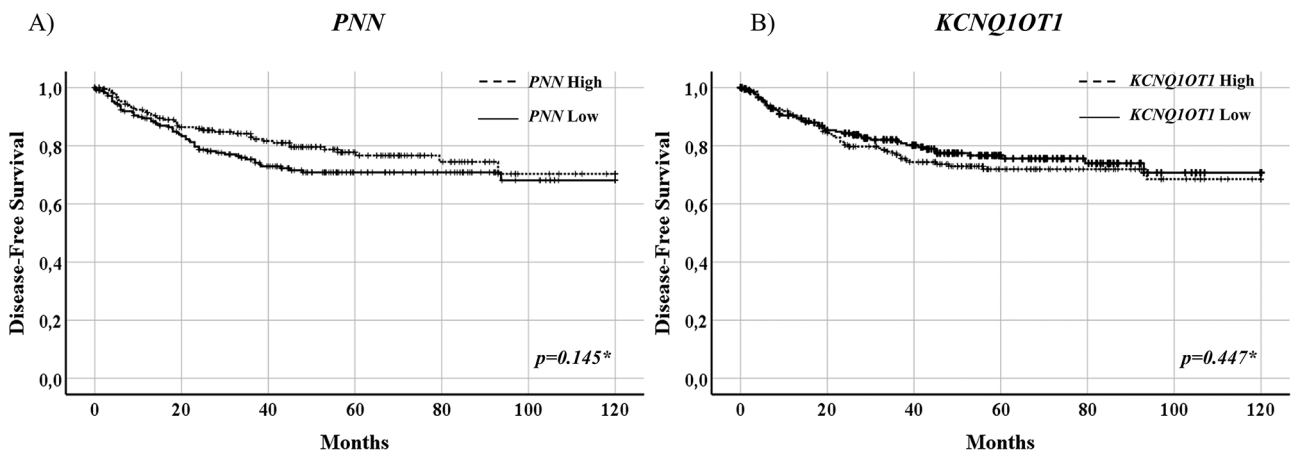 A)
PNN
PNN High
PNN Low
1,0
0,8
0,6
0,4
0,2
0,0
Disease-Free Survival
p=0.145*
0 20 40 60 80 100 120
Months
B)
KCNQ1OT1
KCNQ1OT1 High
KCNQ1OT1 Low
1,0
0,8
0,6
0,4
0,2
0,0
Disease-Free Survival
p=0.447*
0 20 40 60 80 100 120
Months